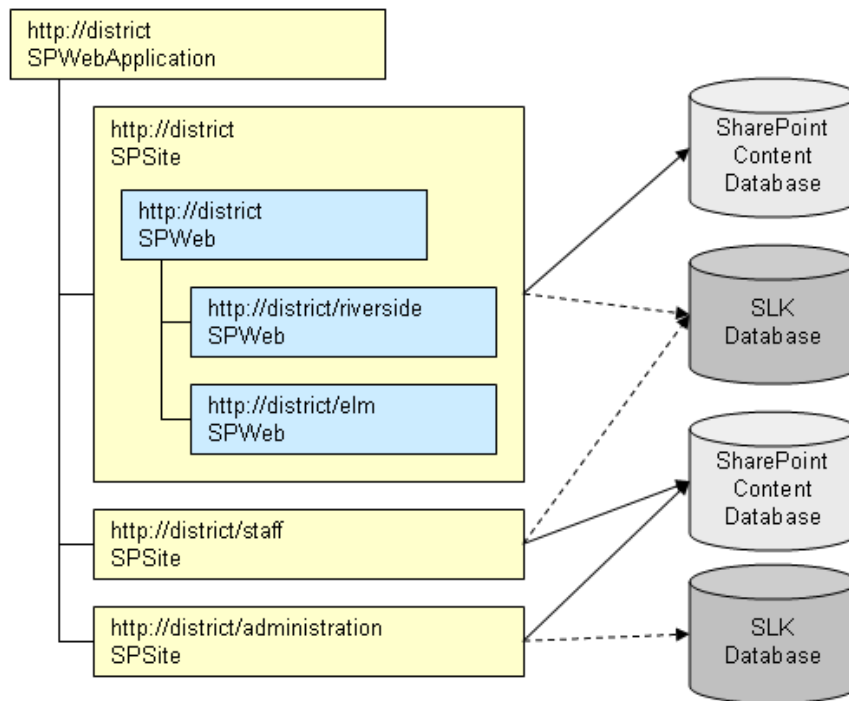 http://district
SPWebApplication
http://district
SPSite
http://district
SPWeb
http://district/riverside
SPWeb
http://district/elm
SPWeb
http://district/staff
SPSite
http://district/administration
SPSite
SharePoint
Content
Database
SLK
Database
SharePoint
Content
Database
SLK
Database